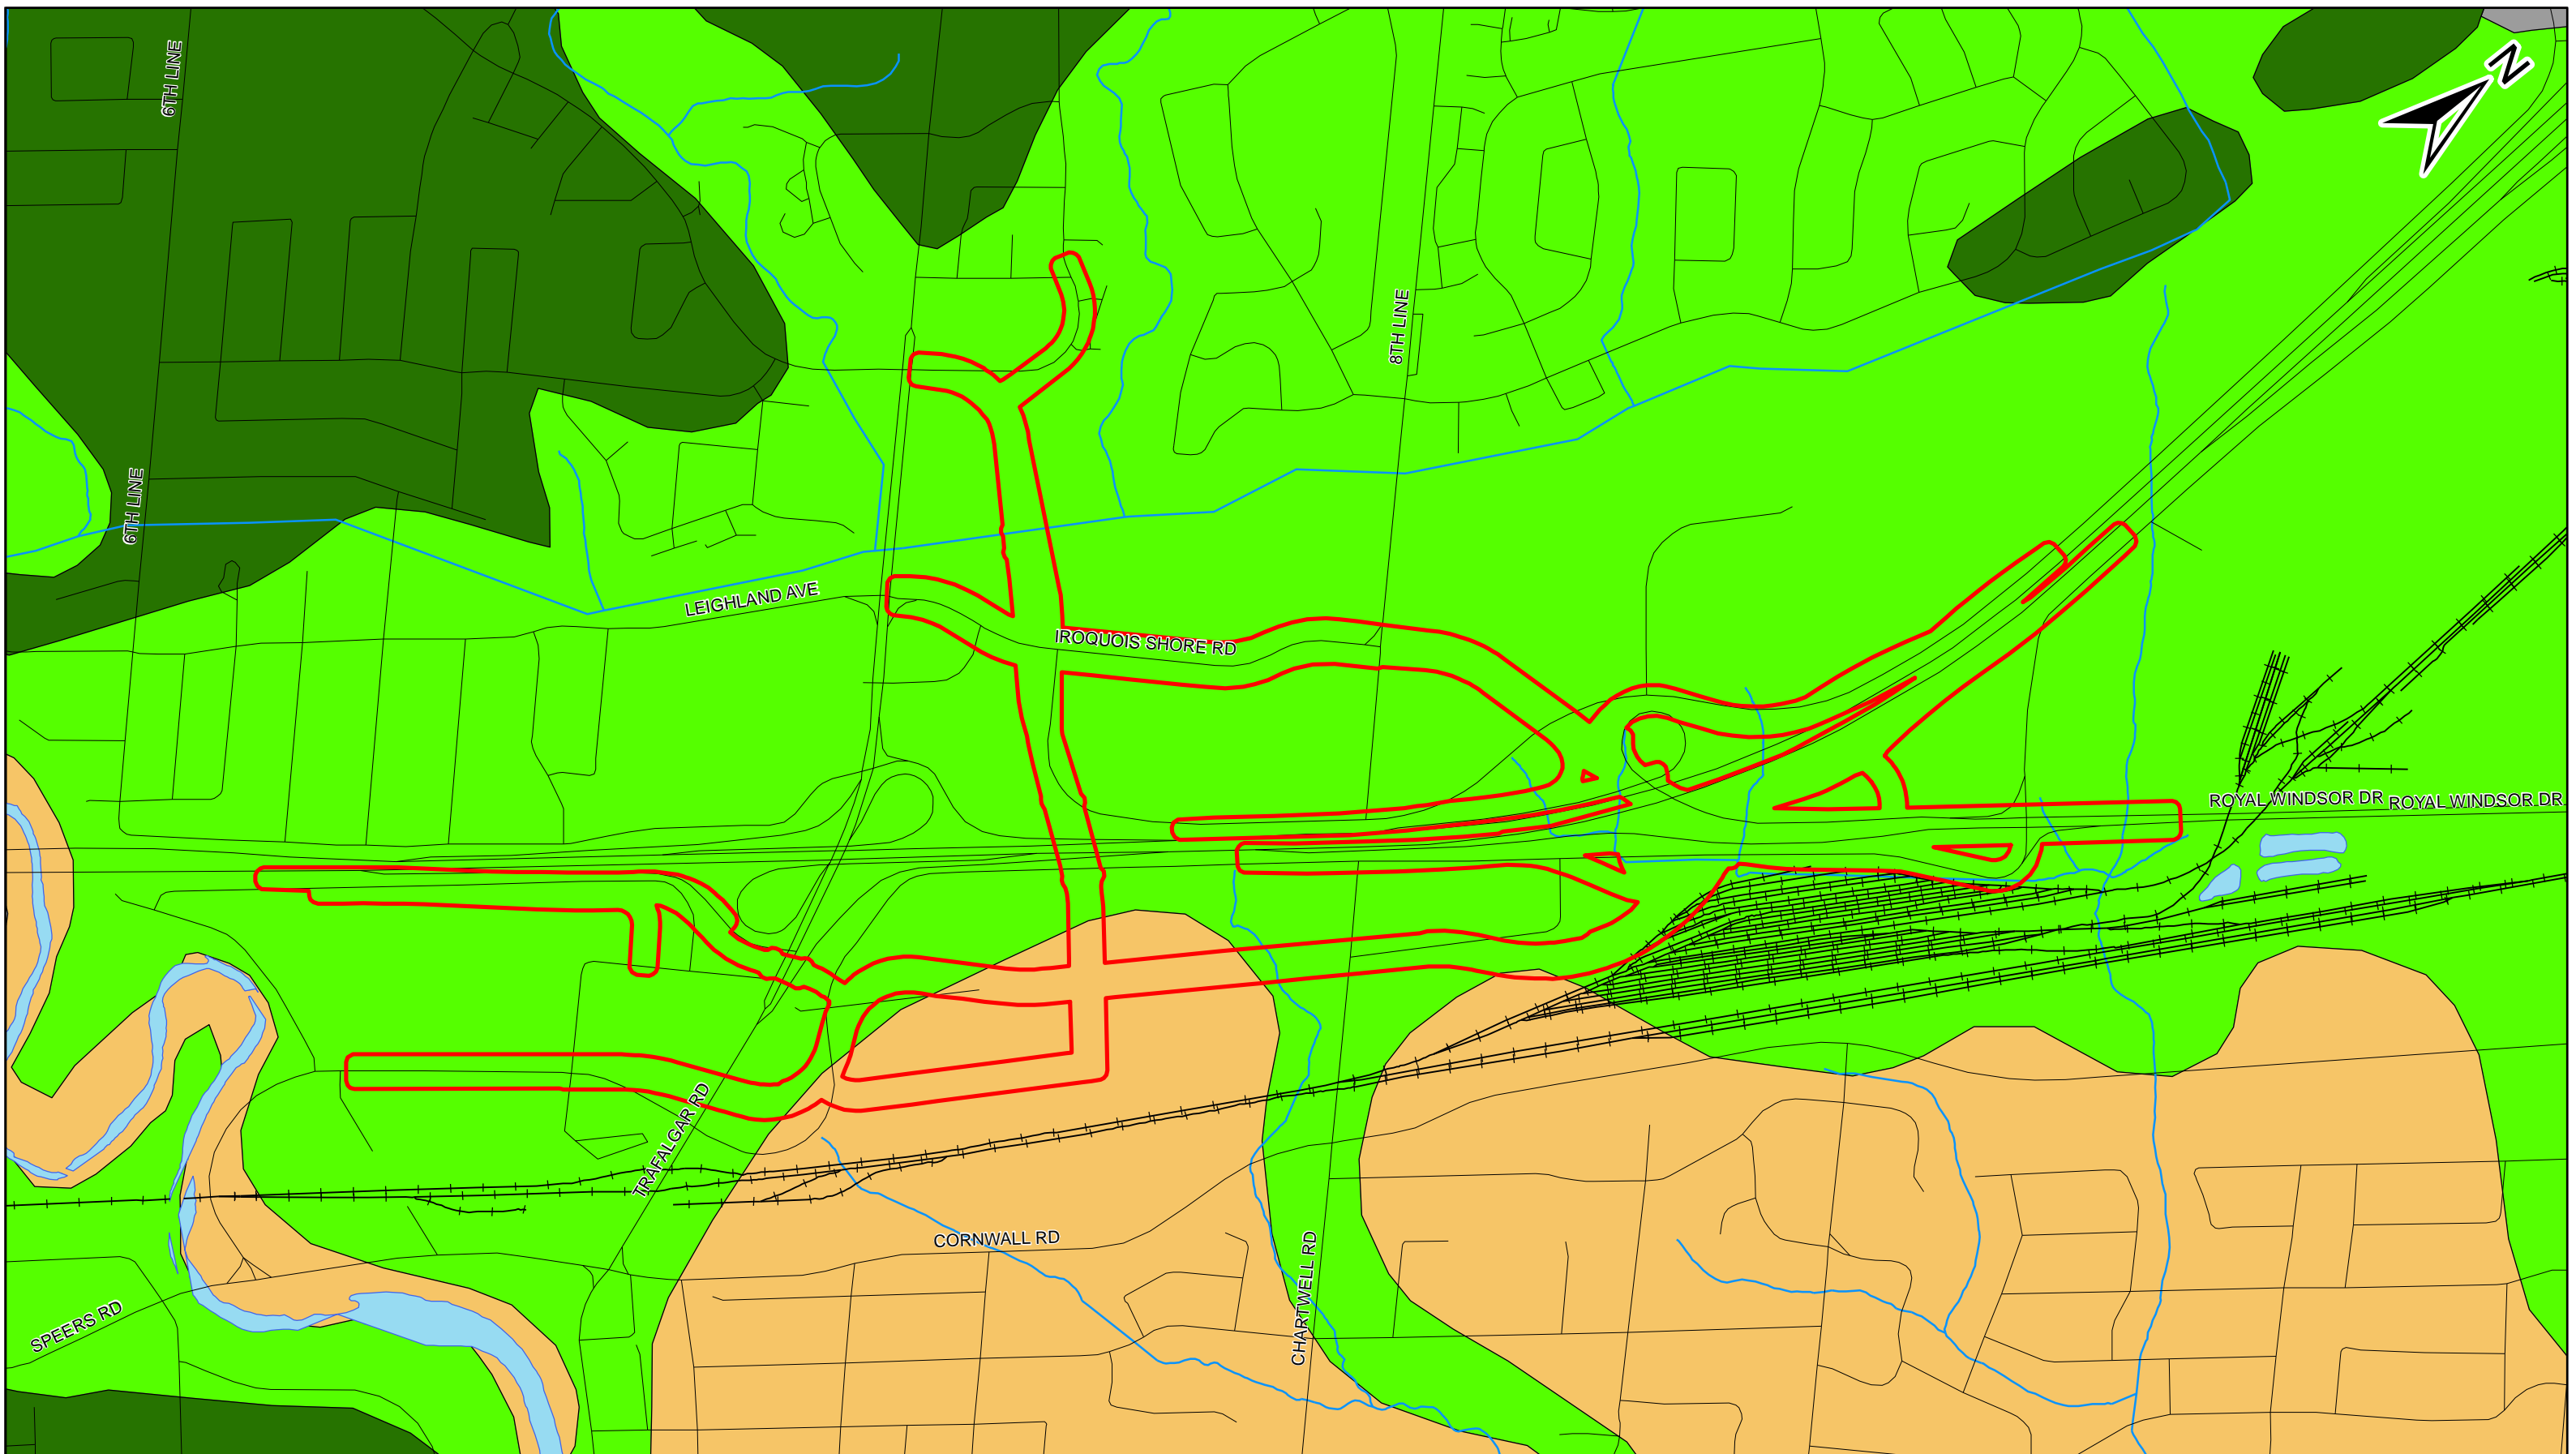 6TH LINE
N
8TH LINE
6TH LINE
LEIGHLAND AVE
IROQUOIS SHORE RD
ROYAL WINDSOR DR
ROYAL WINDSOR DR
TRAFALGAR RD
CORNWALL RD
CHARTWELL RD
SPEERS RD